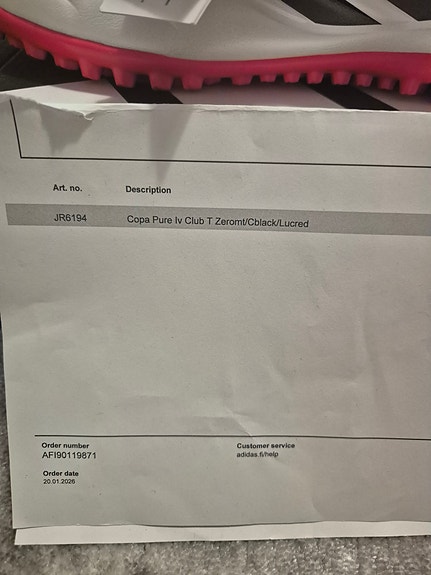 Art. no. Description
JR6194 Copa Pure Iv Club T Zeromt/Cblack/Lucred
Order number Customer service
AFI90119871 adidas.fi/help
Order date
20.01.2026